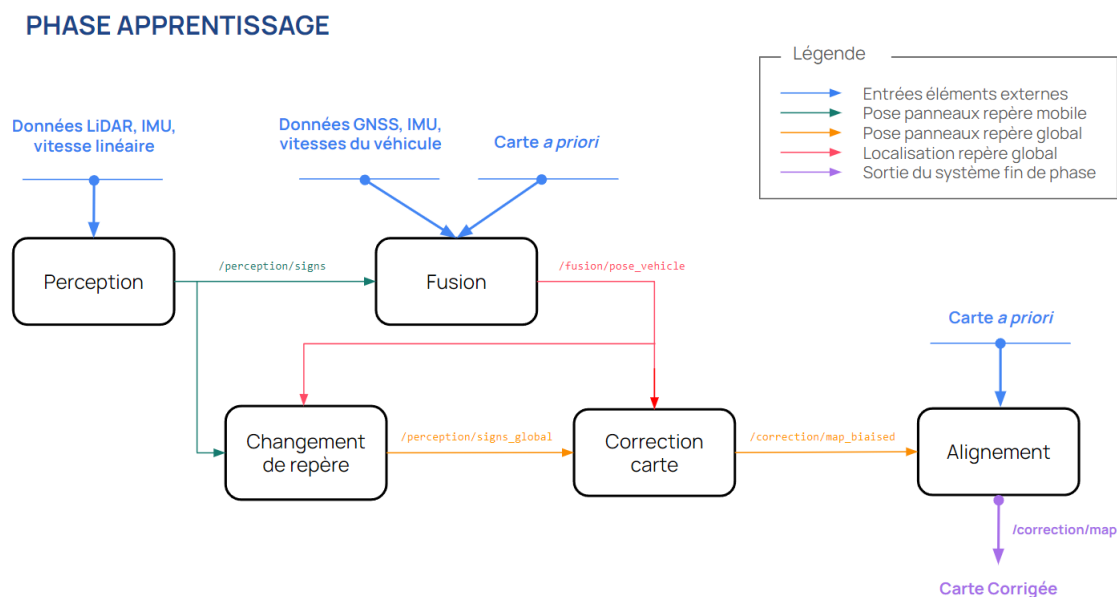 PHASE APPRENTISSAGE
Légende
Entrées éléments externes
Pose panneaux repère mobile
Pose panneaux repère global
Localisation repère global
Sortie du système fin de phase
Données LiDAR, IMU,
vitesse linéaire
Données GNSS, IMU,
vitesses du véhicule
Carte a priori
Perception
/perception/signs
Fusion
/fusion/pose_vehicle
Carte a priori
Changement
de repère
/perception/signs_global
Correction
carte
/correction/map_biaised
Alignement
/correction/map
Carte Corrigée